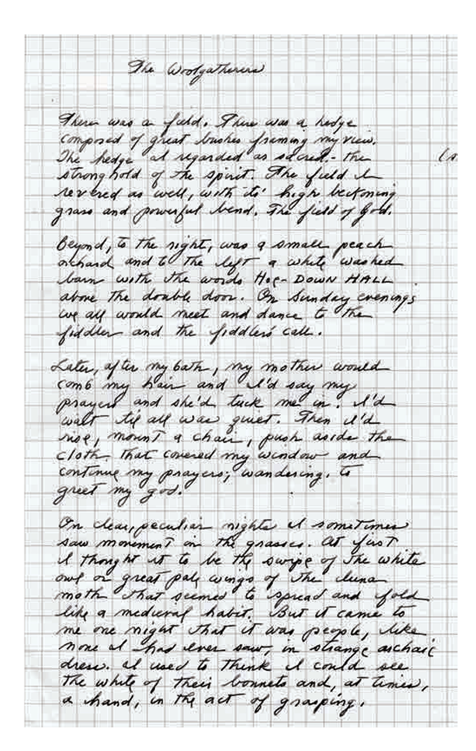 The Woolgatherers
There was a field. There was a hedge
composed of great bushes framing my view.
The hedge I regarded as sacred - the
stronghold of the spirit. The field I
revered as well, with its' high beckoning
grass and powerful bend. The field of God.
Beyond, to the right, was a small peach
orchard and to the left a white washed
barn with the words HOE-DOWN HALL
above the double door. On Sunday evenings
we all would meet and dance to the
fiddler and the fiddlers' call.
Later, after my bath, my mother would
comb my hair and I'd say my
prayers and she'd tuck me in. I'd
wait til all was quiet. Then I'd
rise, mount a chair, push aside the
cloth that covered my window and
continue my prayers; wandering, to
greet my god.
On clear, peculiar nights I sometimes
saw movement in the grasses. At first
I thought it to be the swipe of the white
owl or great pale wings of the luna
moth that seemed to spread and fold
like a medieval habit. But it came to
me one night that it was people, like
none I had ever saw, in strange archaic
dress. I used to think I could see
the white of their bonnets and, at times,
a hand, in the act of grasping.